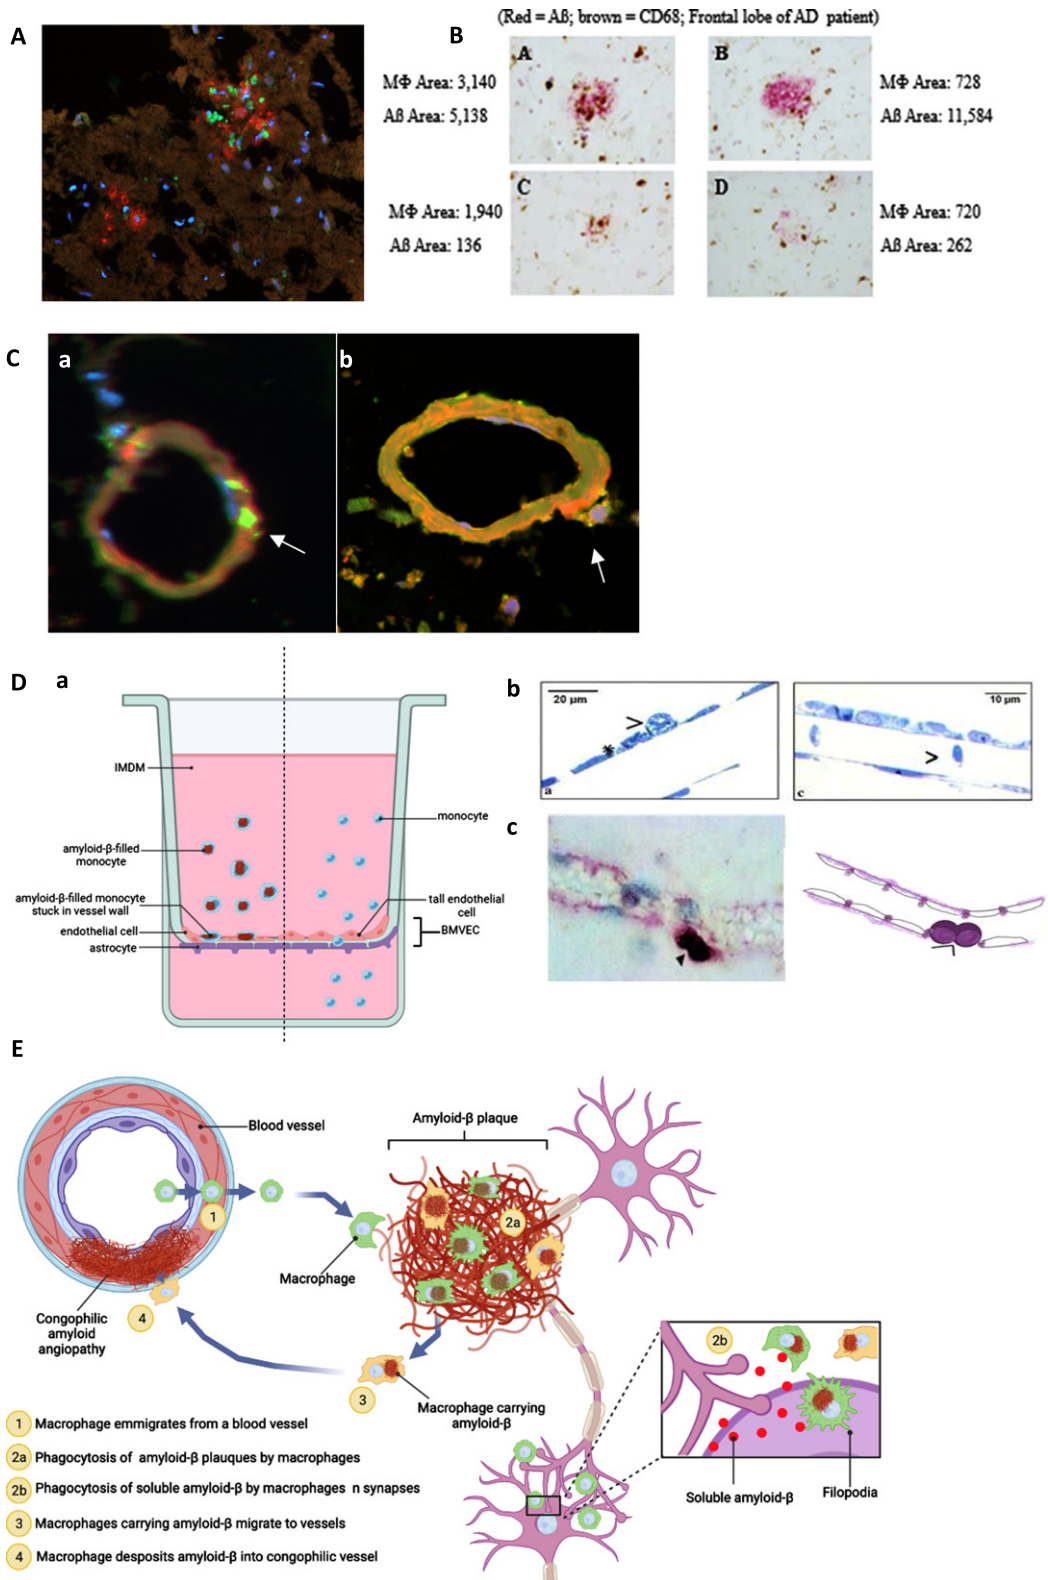 (Red = Aß; brown = CD68; Frontal lobe of AD patient)
A
B
A
MΦ Area: 3,140
Aß Area: 5,138
B
MΦ Area: 728
Aß Area: 11,584
C
MΦ Area: 1,940
Aß Area: 136
D
MΦ Area: 720
Aß Area: 262
C
a
b
D
a
IMDM
amyloid-β-filled
monocyte
amyloid-β-filled monocyte
stuck in vessel wall
endothelial cell
astrocyte
monocyte
tall endothelial
cell
BMVEC
b
20 µm
>
*
a
10 µm
>
c
c
E
Blood vessel
Amyloid-β plaque
1
2a
Macrophage
Congophilic
amyloid
angiopathy
4
3
Macrophage carrying
amyloid-β
2b
Soluble amyloid-β
Filopodia
1 Macrophage emmigrates from a blood vessel
2a Phagocytosis of amyloid-β plauques by macrophages
2b Phagocytosis of soluble amyloid-β by macrophages n synapses
3 Macrophages carrying amyloid-β migrate to vessels
4 Macrophage desposits amyloid-β into congophilic vessel